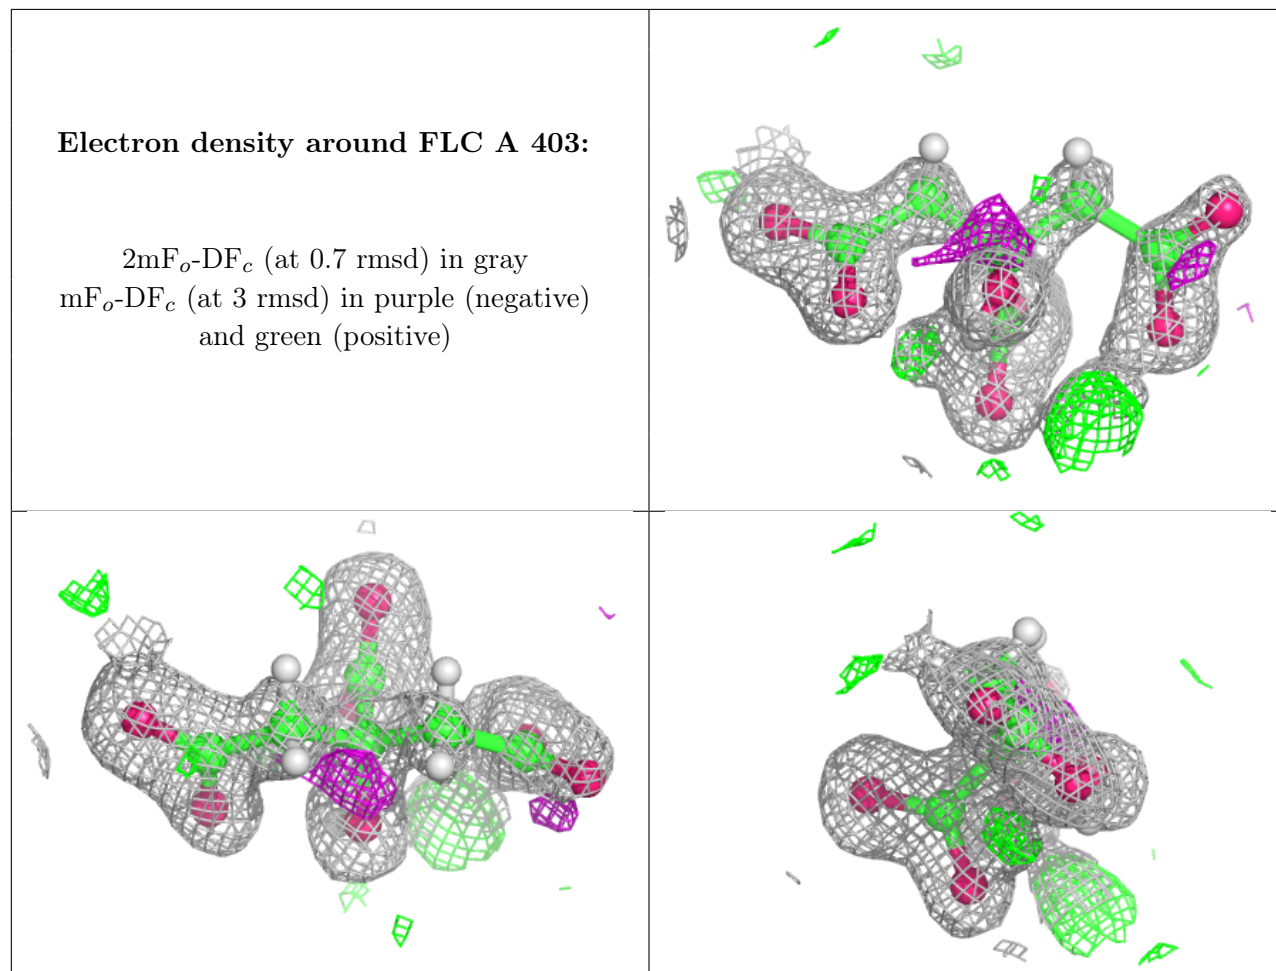 Electron density around FLC A 403:
2mFₒ-DF𝒸 (at 0.7 rmsd) in gray
mFₒ-DF𝒸 (at 3 rmsd) in purple (negative)
and green (positive)